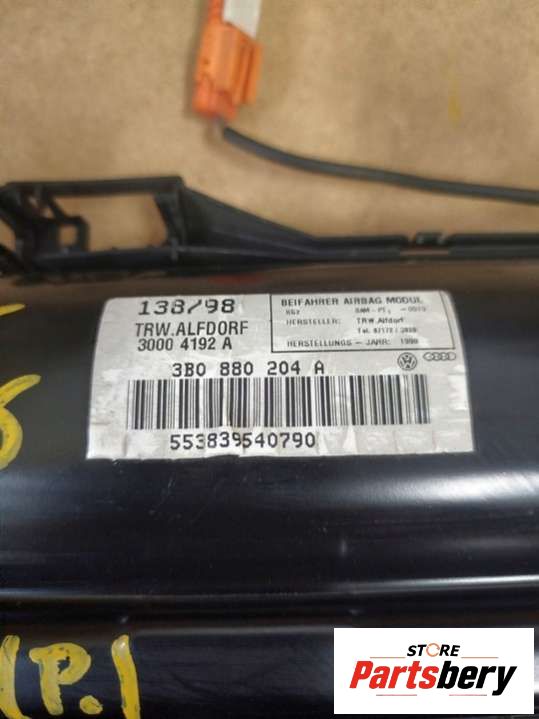 138/98
TRW.ALFDORF
3000 4192 A
BEIFAHRER AIRBAG MODUL
HERSTELLER: TRW.Alfdorf
HERSTELLUNGS - JAHR: 1998
3B0 880 204 A
553839540790
(P.)
STORE
Partsbery